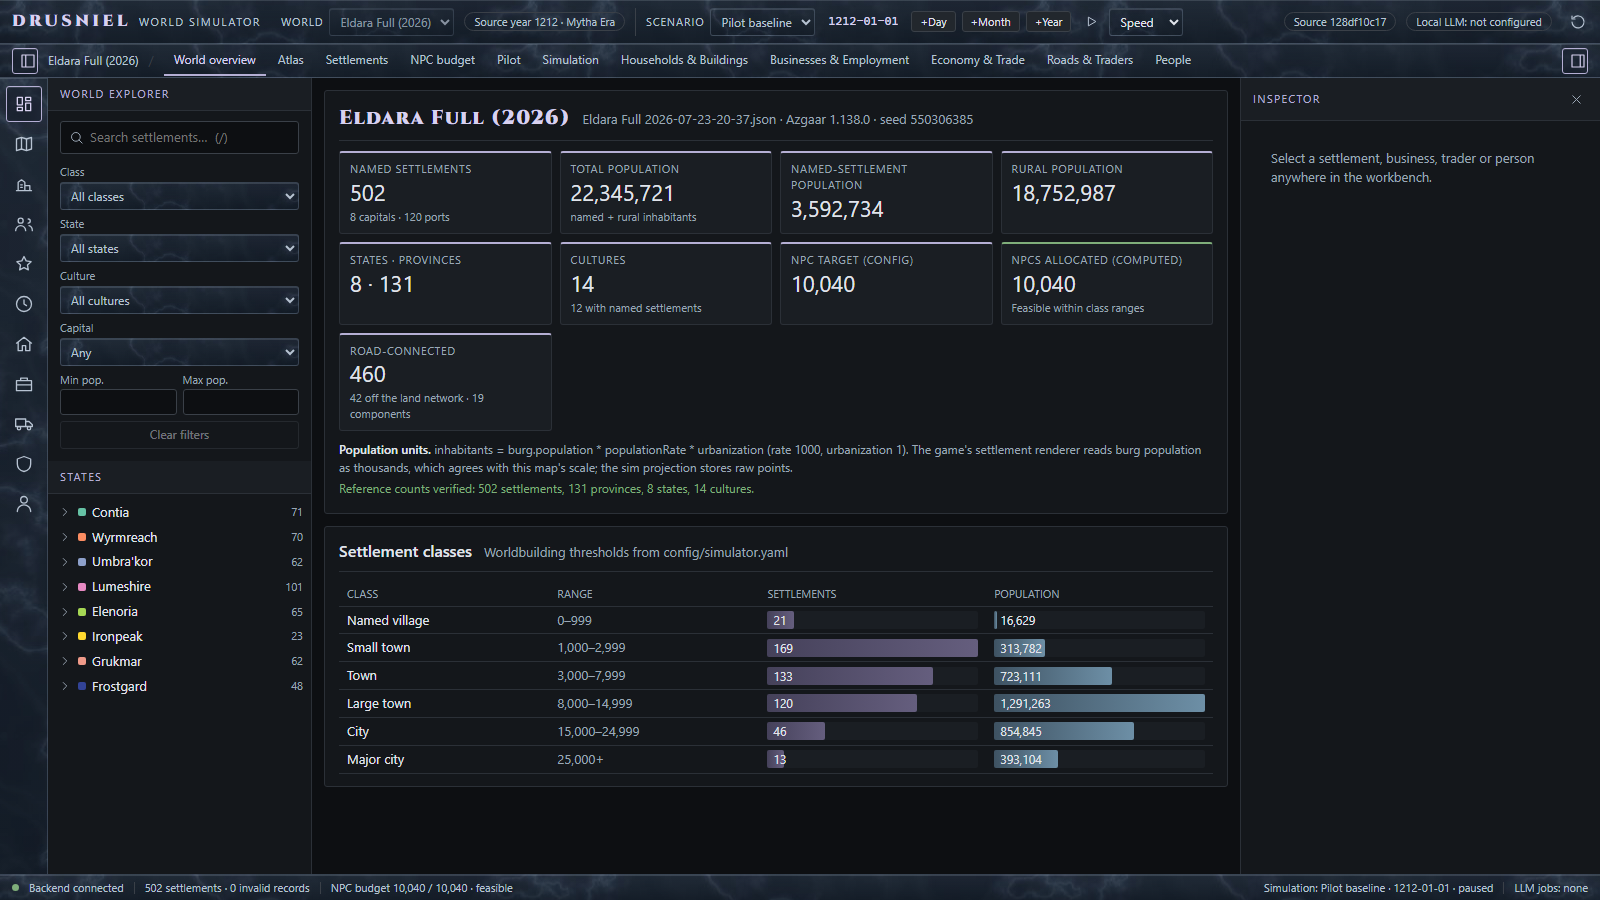 DRUSNIEL WORLD SIMULATOR WORLD Eldara Full (2026) Source year 1212 · Mytha Era SCENARIO Pilot baseline 1212-01-01 +Day +Month +Year Speed Source 128df10c17 Local LLM: not configured
Eldara Full (2026) / World overview Atlas Settlements NPC budget Pilot Simulation Households & Buildings Businesses & Employment Economy & Trade Roads & Traders People
WORLD EXPLORER
Search settlements... (/)
Class
All classes
State
All states
Culture
All cultures
Capital
Any
Min pop. Max pop.
Clear filters
STATES
Contia 71
Wyrmreach 70
Umbra'kor 62
Lumeshire 101
Elenoria 65
Ironpeak 23
Grukmar 62
Frostgard 48
Eldara Full (2026) Eldara Full 2026-07-23-20-37.json · Azgaar 1.138.0 · seed 550306385
NAMED SETTLEMENTS
502
8 capitals · 120 ports
TOTAL POPULATION
22,345,721
named + rural inhabitants
NAMED-SETTLEMENT
POPULATION
3,592,734
RURAL POPULATION
18,752,987
STATES · PROVINCES
8 · 131
CULTURES
14
12 with named settlements
NPC TARGET (CONFIG)
10,040
NPCS ALLOCATED (COMPUTED)
10,040
Feasible within class ranges
ROAD-CONNECTED
460
42 off the land network · 19
components
Population units. inhabitants = burg.population * populationRate * urbanization (rate 1000, urbanization 1). The game's settlement renderer reads burg population
as thousands, which agrees with this map's scale; the sim projection stores raw points.
Reference counts verified: 502 settlements, 131 provinces, 8 states, 14 cultures.
Settlement classes Worldbuilding thresholds from config/simulator.yaml
CLASS RANGE SETTLEMENTS POPULATION
Named village 0–999 21 16,629
Small town 1,000–2,999 169 313,782
Town 3,000–7,999 133 723,111
Large town 8,000–14,999 120 1,291,263
City 15,000–24,999 46 854,845
Major city 25,000+ 13 393,104
INSPECTOR
Select a settlement, business, trader or person
anywhere in the workbench.
Backend connected 502 settlements · 0 invalid records NPC budget 10,040 / 10,040 · feasible Simulation: Pilot baseline · 1212-01-01 · paused LLM jobs: none